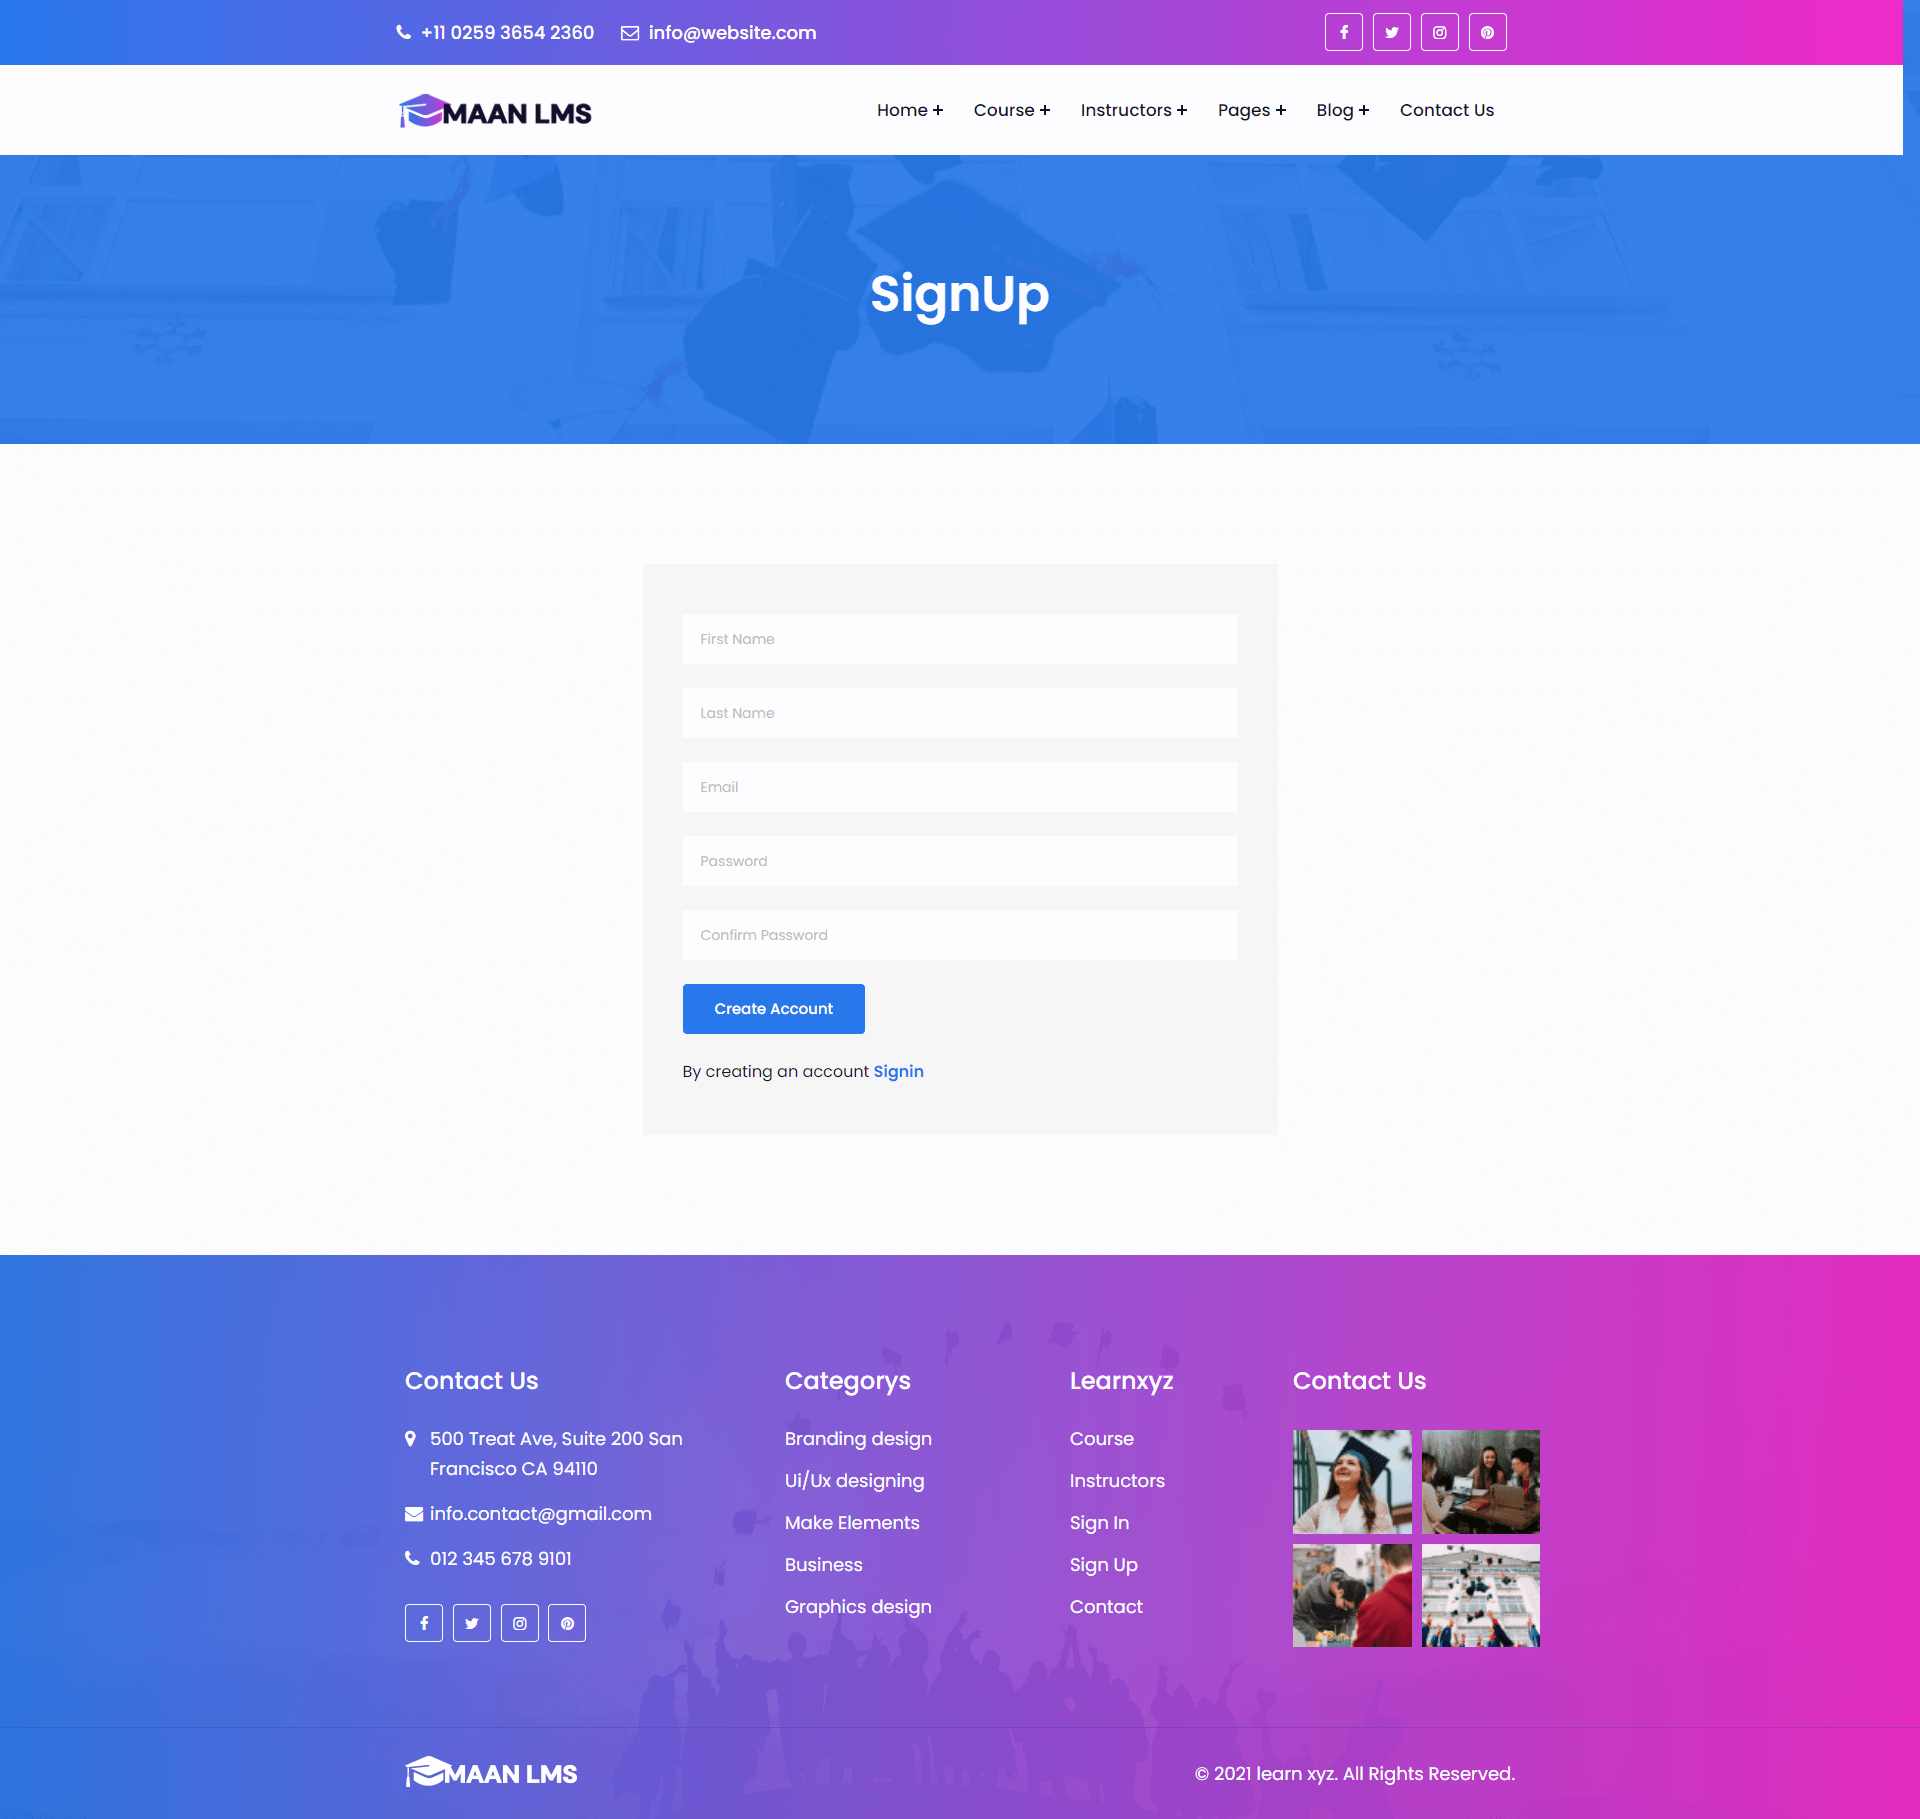 +11 0259 3654 2360
info@website.com
MAAN LMS
Home +
Course +
Instructors +
Pages +
Blog +
Contact Us
SignUp
First Name
Last Name
Email
Password
Confirm Password
Create Account
By creating an account Signin
Contact Us
500 Treat Ave, Suite 200 San
Francisco CA 94110
info.contact@gmail.com
012 345 678 9101
Categorys
Branding design
Ui/Ux designing
Make Elements
Business
Graphics design
Learnxyz
Course
Instructors
Sign In
Sign Up
Contact
Contact Us
MAAN LMS
© 2021 learn xyz. All Rights Reserved.